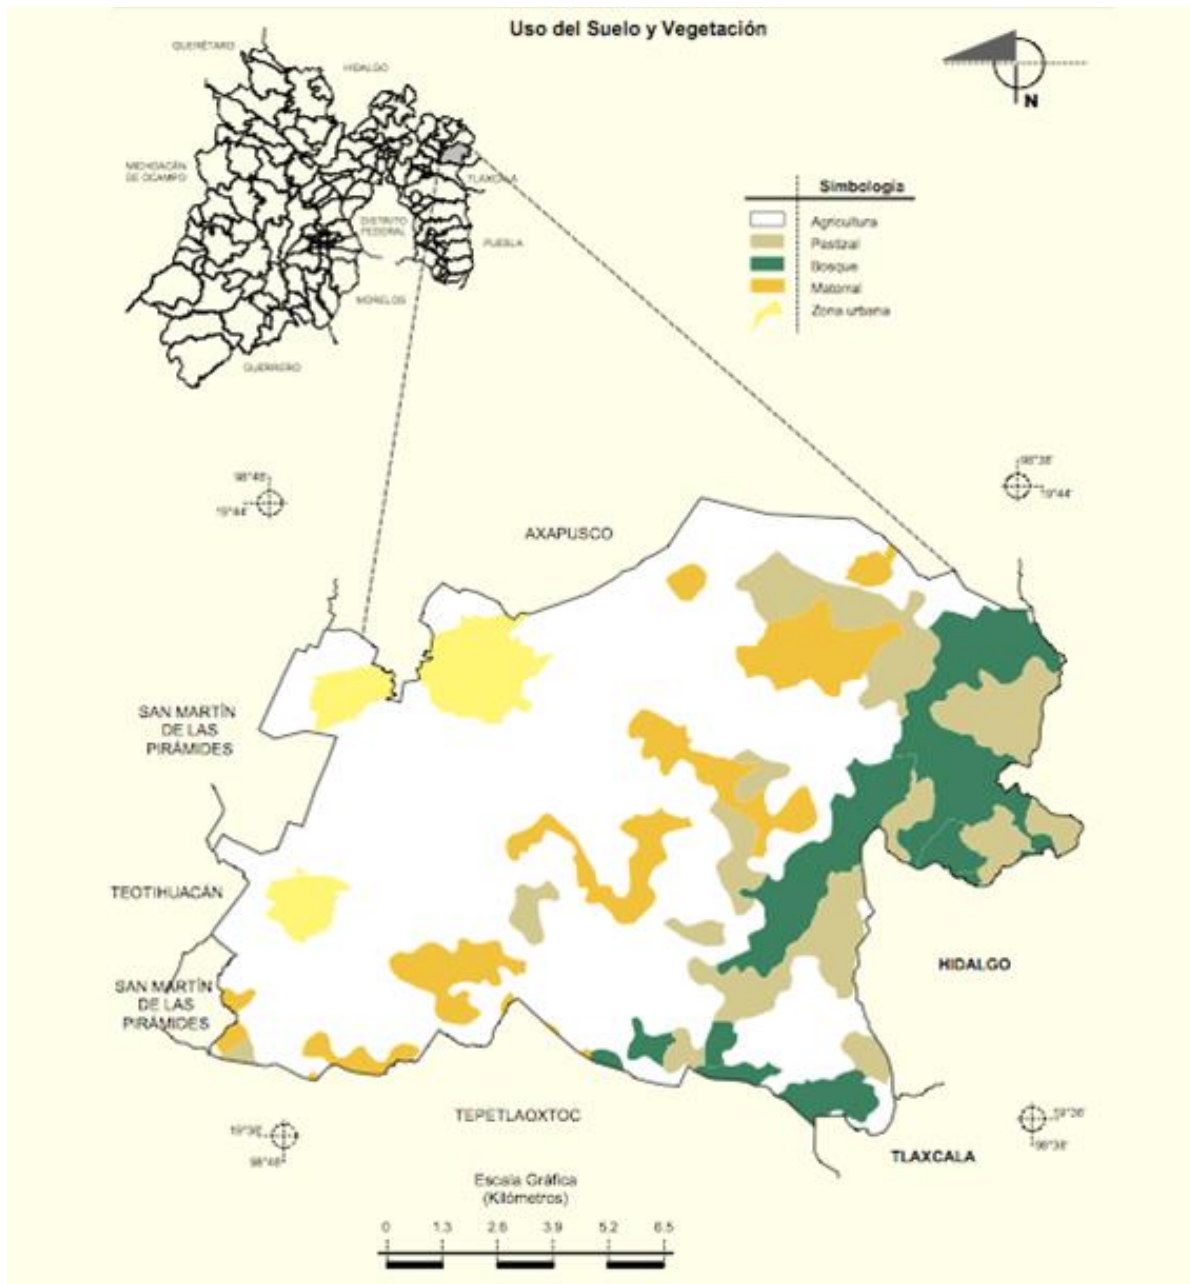 Uso del Suelo y Vegetación
QUERÉTARO
HIDALGO
MICHOACÁN
DE OCAMPO
TLAXCALA
DISTRITO
FEDERAL
PUEBLA
MORELOS
GUERRERO
N
Simbología
Agricultura
Pastizal
Bosque
Matorral
Zona urbana
98°48'
19°44'
98°38'
19°44'
AXAPUSCO
SAN MARTÍN
DE LAS
PIRÁMIDES
TEOTIHUACÁN
SAN MARTÍN
DE LAS
PIRÁMIDES
HIDALGO
TEPETLAOXTOC
TLAXCALA
19°36'
98°48'
19°36'
98°38'
Escala Gráfica
(Kilómetros)
0 1.3 2.6 3.9 5.2 6.5